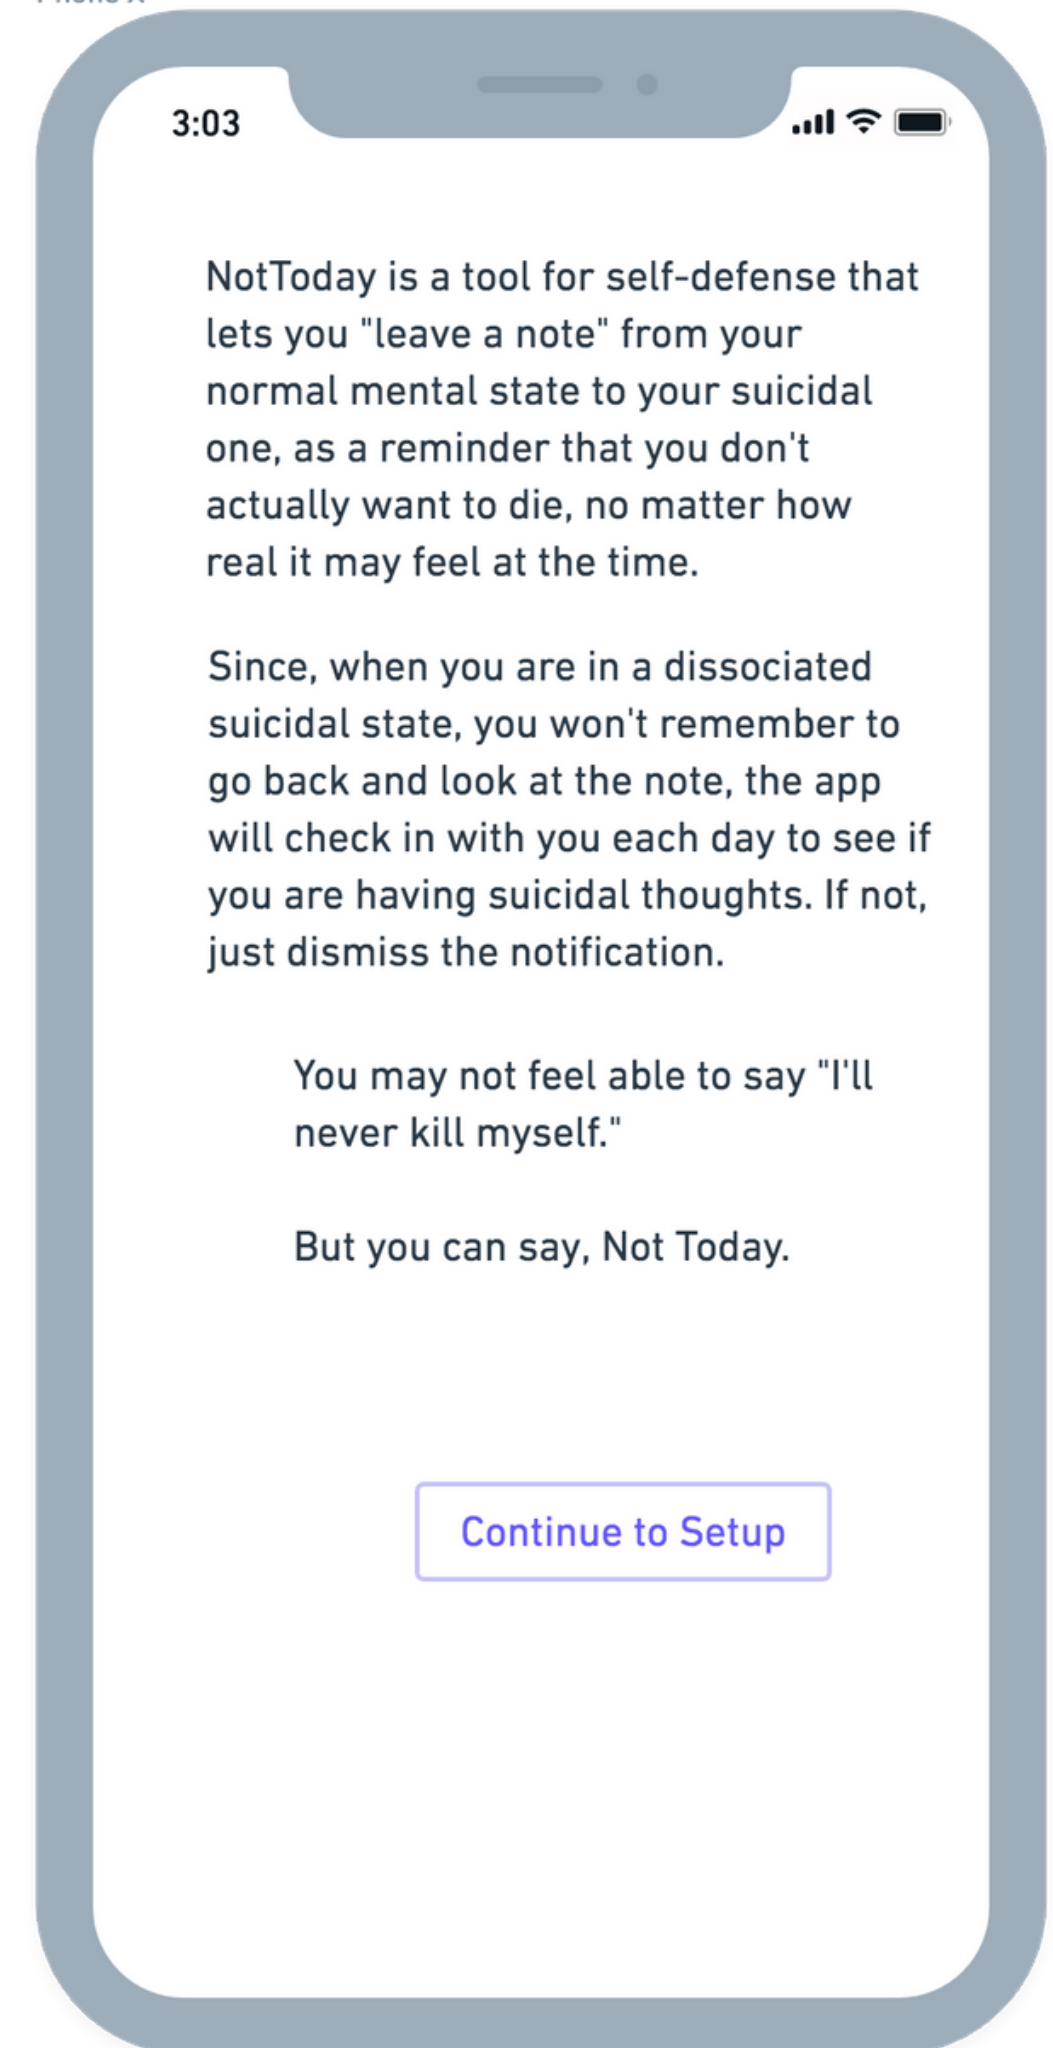 3:03
NotToday is a tool for self-defense that
lets you "leave a note" from your
normal mental state to your suicidal
one, as a reminder that you don't
actually want to die, no matter how
real it may feel at the time.
Since, when you are in a dissociated
suicidal state, you won't remember to
go back and look at the note, the app
will check in with you each day to see if
you are having suicidal thoughts. If not,
just dismiss the notification.
You may not feel able to say "I'll
never kill myself."
But you can say, Not Today.
Continue to Setup